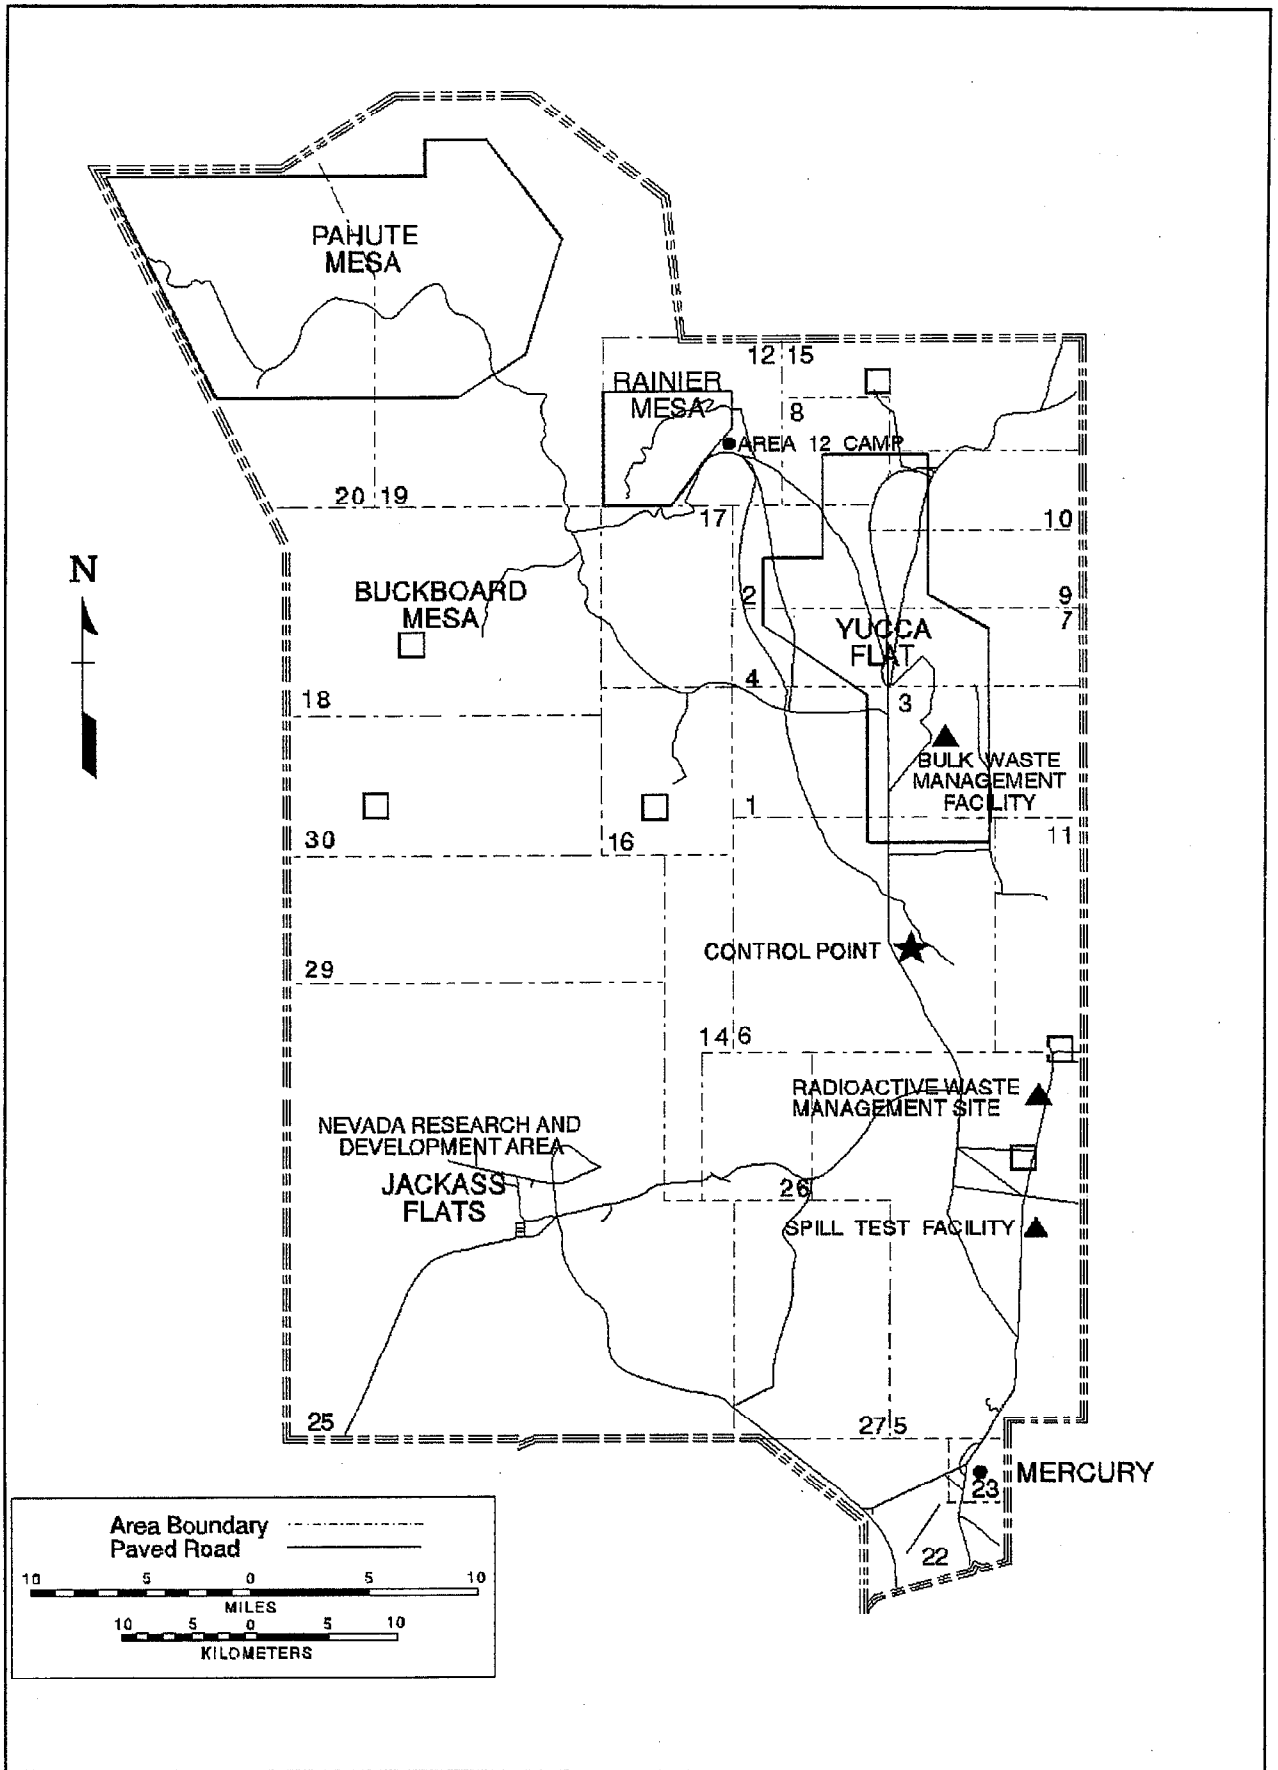 PAHUTE
MESA
12 15
RAINIER
MESA
8
AREA 12 CAMP
20 19
17
10
N
BUCKBOARD
MESA
2
9
7
YUCCA
FLAT
18
4
3
BULK WASTE
MANAGEMENT
FACILITY
1
30
16
11
CONTROL POINT
29
14 6
RADIOACTIVE WASTE
MANAGEMENT SITE
NEVADA RESEARCH AND
DEVELOPMENT AREA
JACKASS
FLATS
26
SPILL TEST FACILITY
25
27 5
MERCURY
23
22
Area Boundary
Paved Road
10 5 0 5 10
MILES
10 5 0 5 10
KILOMETERS